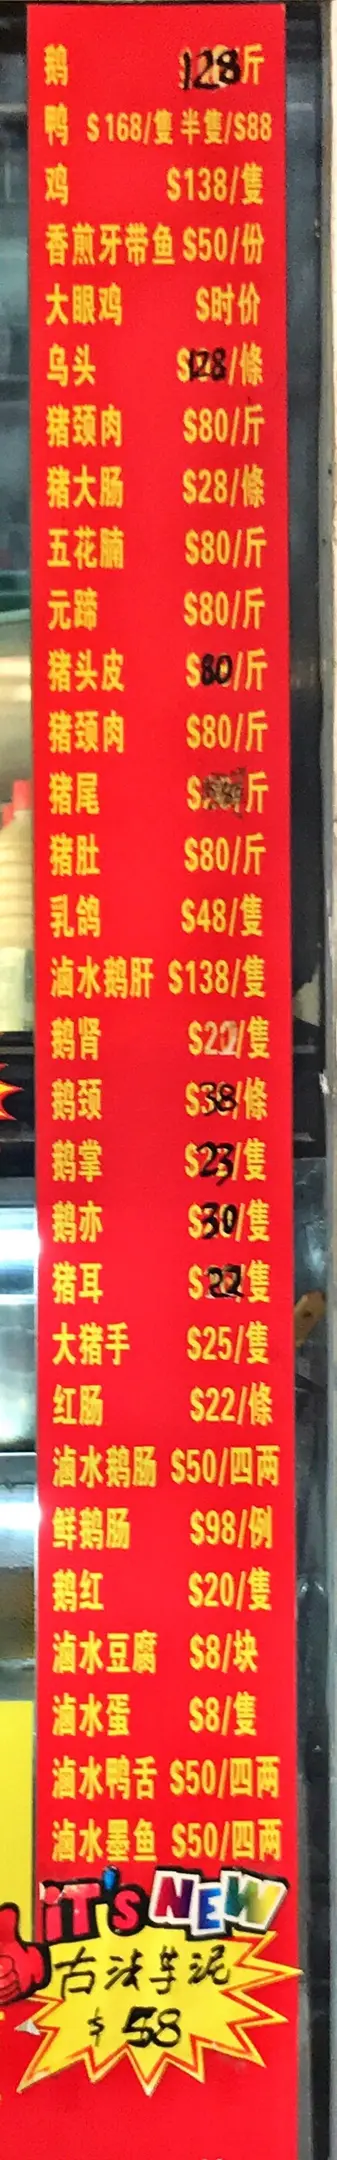 鹅 128/斤
鸭 $168/隻 半隻/$88
鸡 $138/隻
香煎牙带鱼 $50/份
大眼鸡 $时价
乌头 $128/條
猪颈肉 $80/斤
猪大肠 $28/條
五花腩 $80/斤
元蹄 $80/斤
猪头皮 $80/斤
猪颈肉 $80/斤
猪尾 $ 斤
猪肚 $80/斤
乳鸽 $48/隻
滷水鹅肝 $138/隻
鹅肾 $20/隻
鹅颈 $38/條
鹅掌 $23/隻
鹅亦 $30/隻
猪耳 $22/隻
大猪手 $25/隻
红肠 $22/條
滷水鹅肠 $50/四两
鲜鹅肠 $98/例
鹅红 $20/隻
滷水豆腐 $8/块
滷水蛋 $8/隻
滷水鸭舌 $50/四两
滷水墨鱼 $50/四两
iT's NEW
古法芋泥
$58